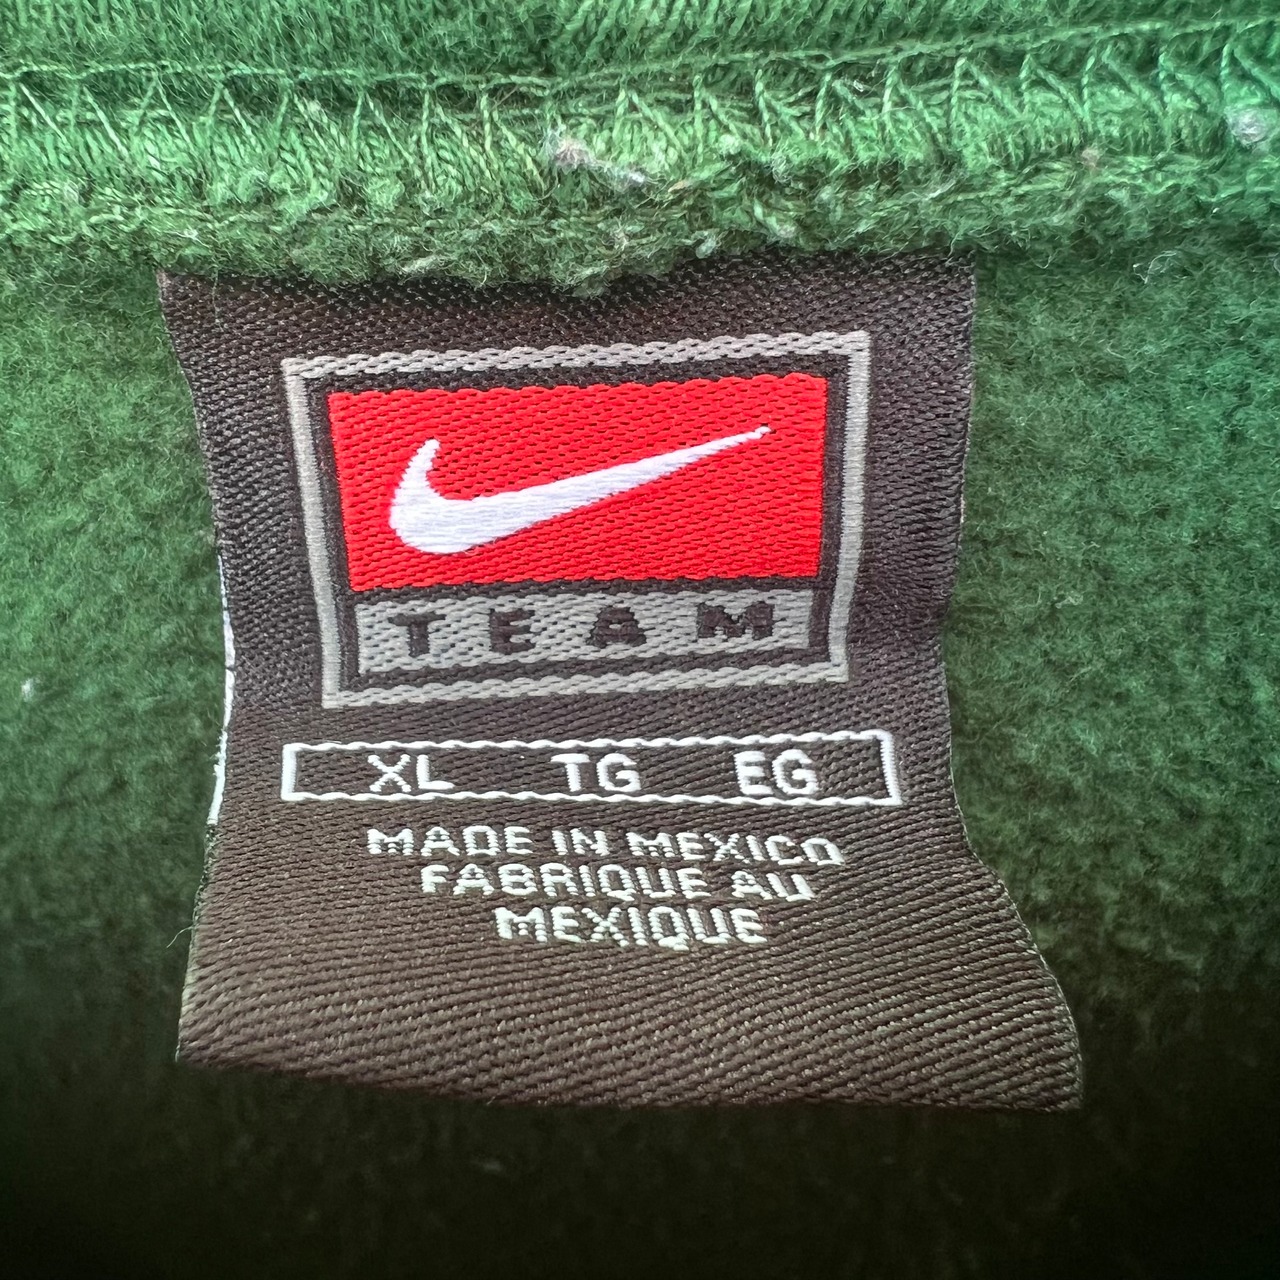 TEAM
XL TG EG
MADE IN MEXICO
FABRIQUE AU
MEXIQUE